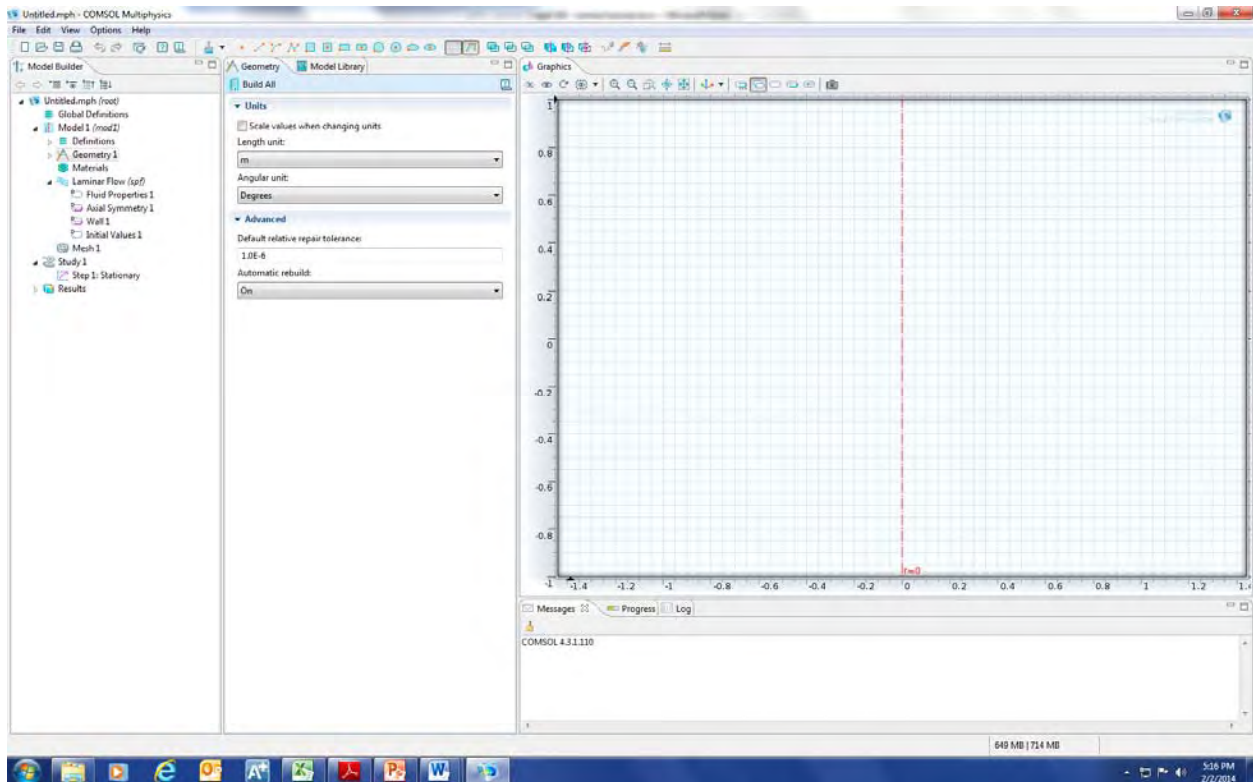 Untitled.mph - COMSOL Multiphysics
File Edit View Options Help
Model Builder
Untitled.mph (root)
Global Definitions
Model 1 (mod1)
Definitions
Geometry 1
Materials
Laminar Flow (spf)
Fluid Properties 1
Axial Symmetry 1
Wall 1
Initial Values 1
Mesh 1
Study 1
Step 1: Stationary
Results
Geometry Model Library
Build All
Units
Scale values when changing units
Length unit:
m
Angular unit:
Degrees
Advanced
Default relative repair tolerance:
1.0E-6
Automatic rebuild:
On
Graphics
1
0.8
0.6
0.4
0.2
0
-0.2
-0.4
-0.6
-0.8
-1
r=0
-1.4 -1.2 -1 -0.8 -0.6 -0.4 -0.2 0 0.2 0.4 0.6 0.8 1 1.2 1.4
Messages Progress Log
COMSOL 4.3.1.110
649 MB | 714 MB
5:16 PM
2/2/2014